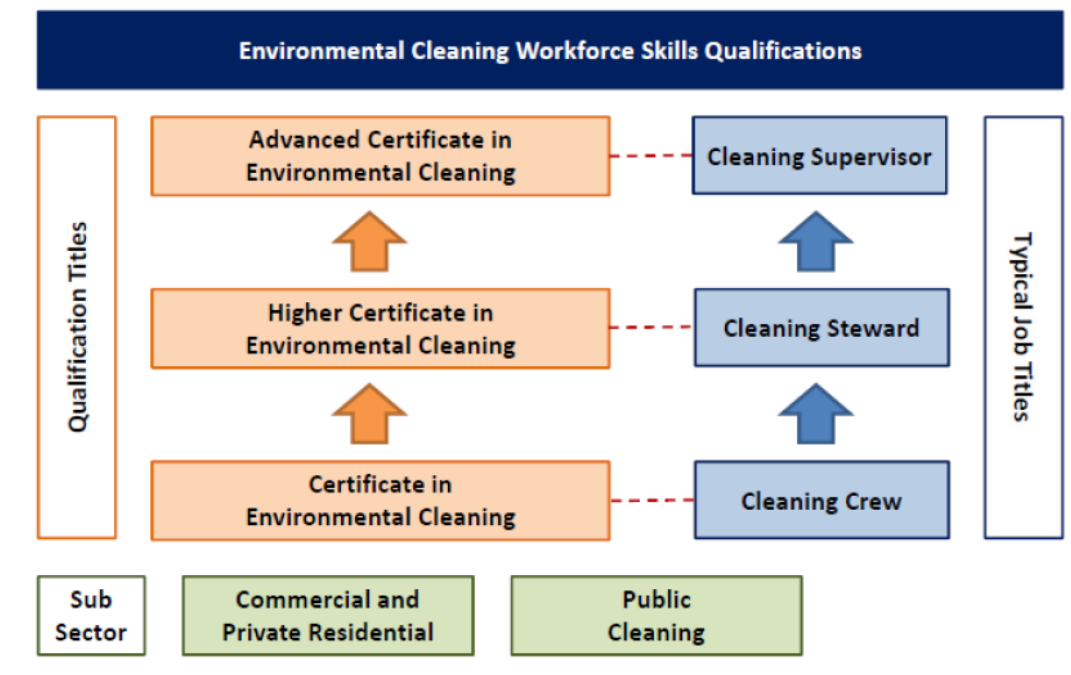 Environmental Cleaning Workforce Skills Qualifications
Qualification Titles
Advanced Certificate in
Environmental Cleaning
Cleaning Supervisor
Typical Job Titles
Higher Certificate in
Environmental Cleaning
Cleaning Steward
Certificate in
Environmental Cleaning
Cleaning Crew
Sub
Sector
Commercial and
Private Residential
Public
Cleaning